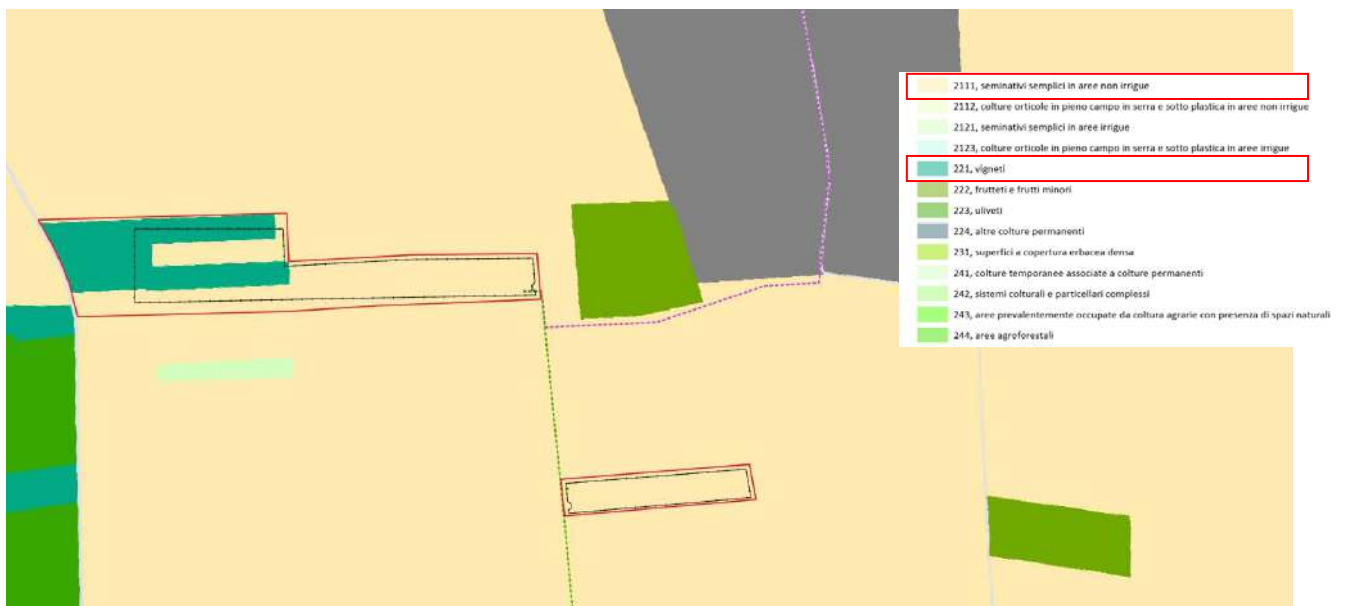 2111, seminativi semplici in aree non irrigue
2112, colture orticole in pieno campo in serra e sotto plastica in aree non irrigue
2121, seminativi semplici in aree irrigue
2123, colture orticole in pieno campo in serra e sotto plastica in aree irrigue
221, vigneti
222, frutteti e frutti minori
223, uliveti
224, altre colture permanenti
231, superfici a copertura erbacea densa
241, colture temporanee associate a colture permanenti
242, sistemi colturali e particellari complessi
243, aree prevalentemente occupate da coltura agrarie con presenza di spazi naturali
244, aree agroforestali